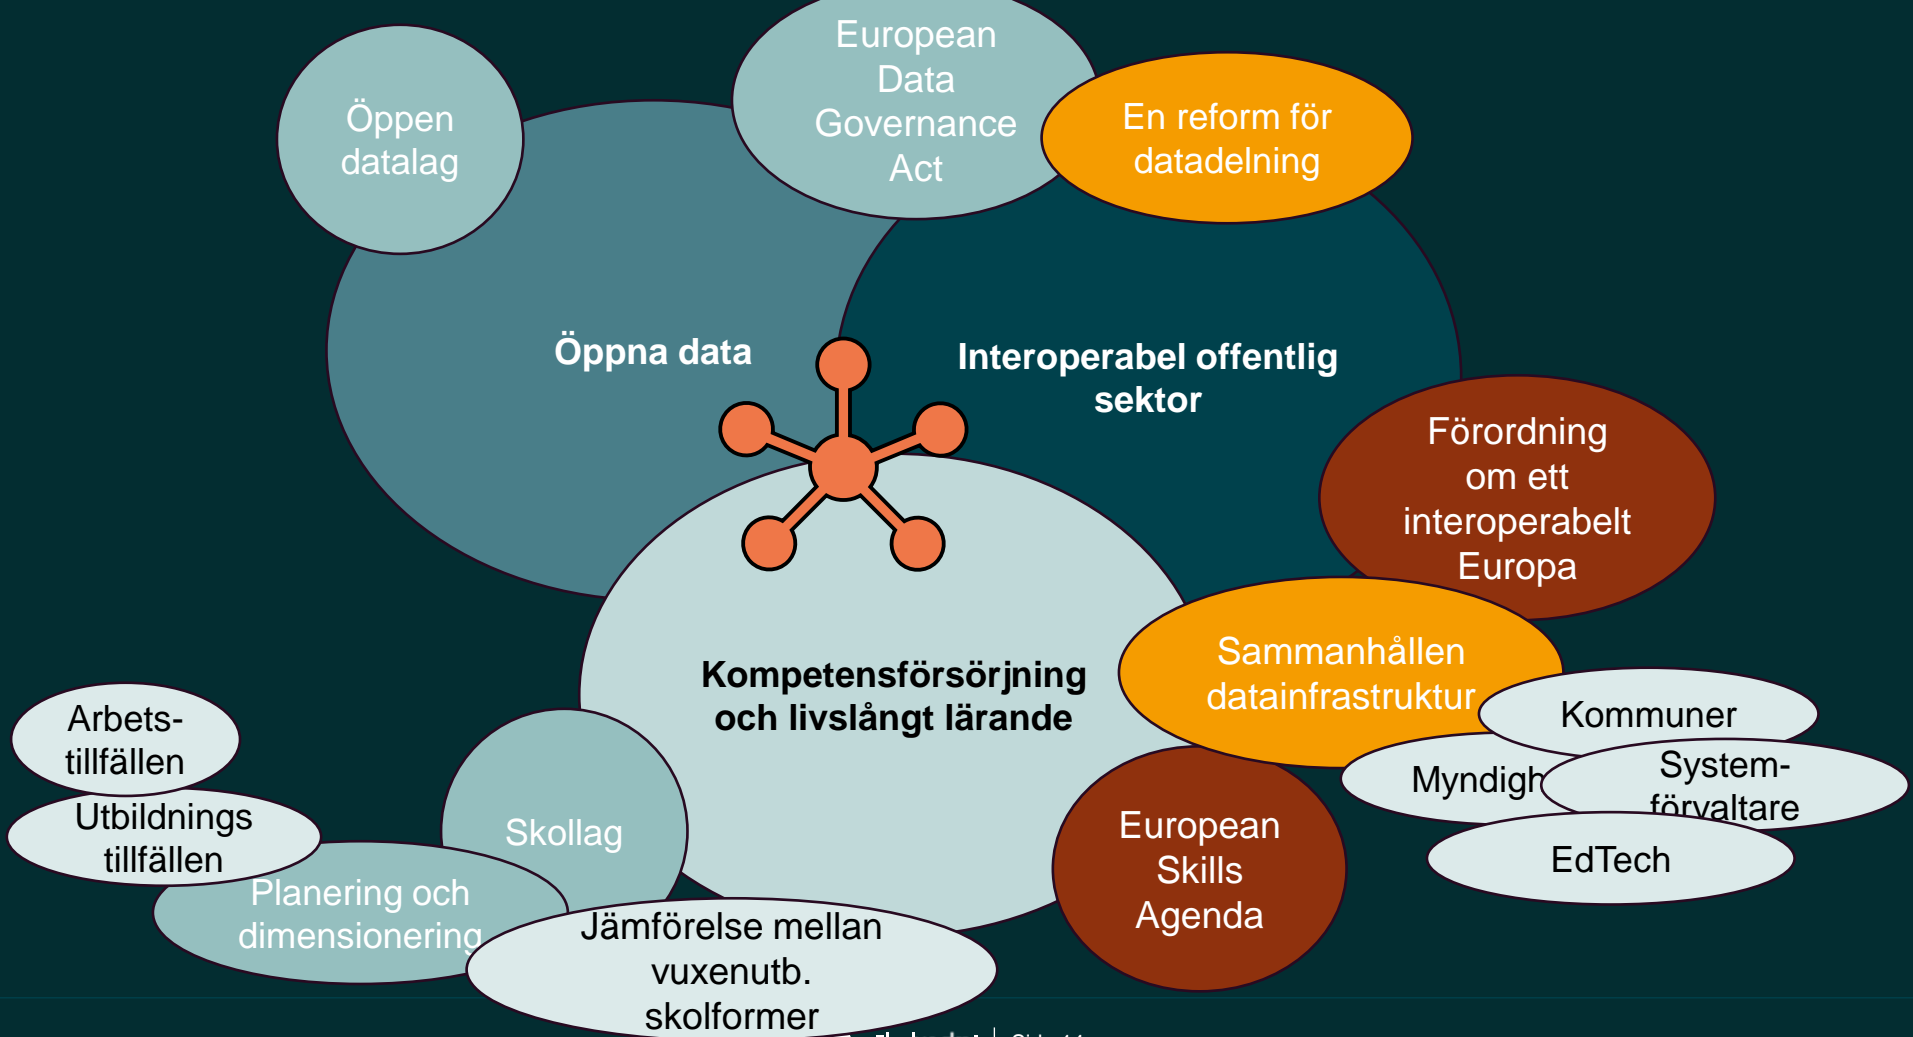 European
Data
Governance
Act
Öppen
datalag
En reform för
datadelning
Öppna data
Interoperabel offentlig
sektor
Förordning
om ett
interoperabelt
Europa
Sammanhållen
datainfrastruktur
Kompetensförsörjning
och livslångt lärande
Kommuner
Myndigh
System-
förvaltare
EdTech
Arbets-
tillfällen
Utbildnings
tillfällen
Skollag
Planering och
dimensionering
European
Skills
Agenda
Jämförelse mellan
vuxenutb.
skolformer